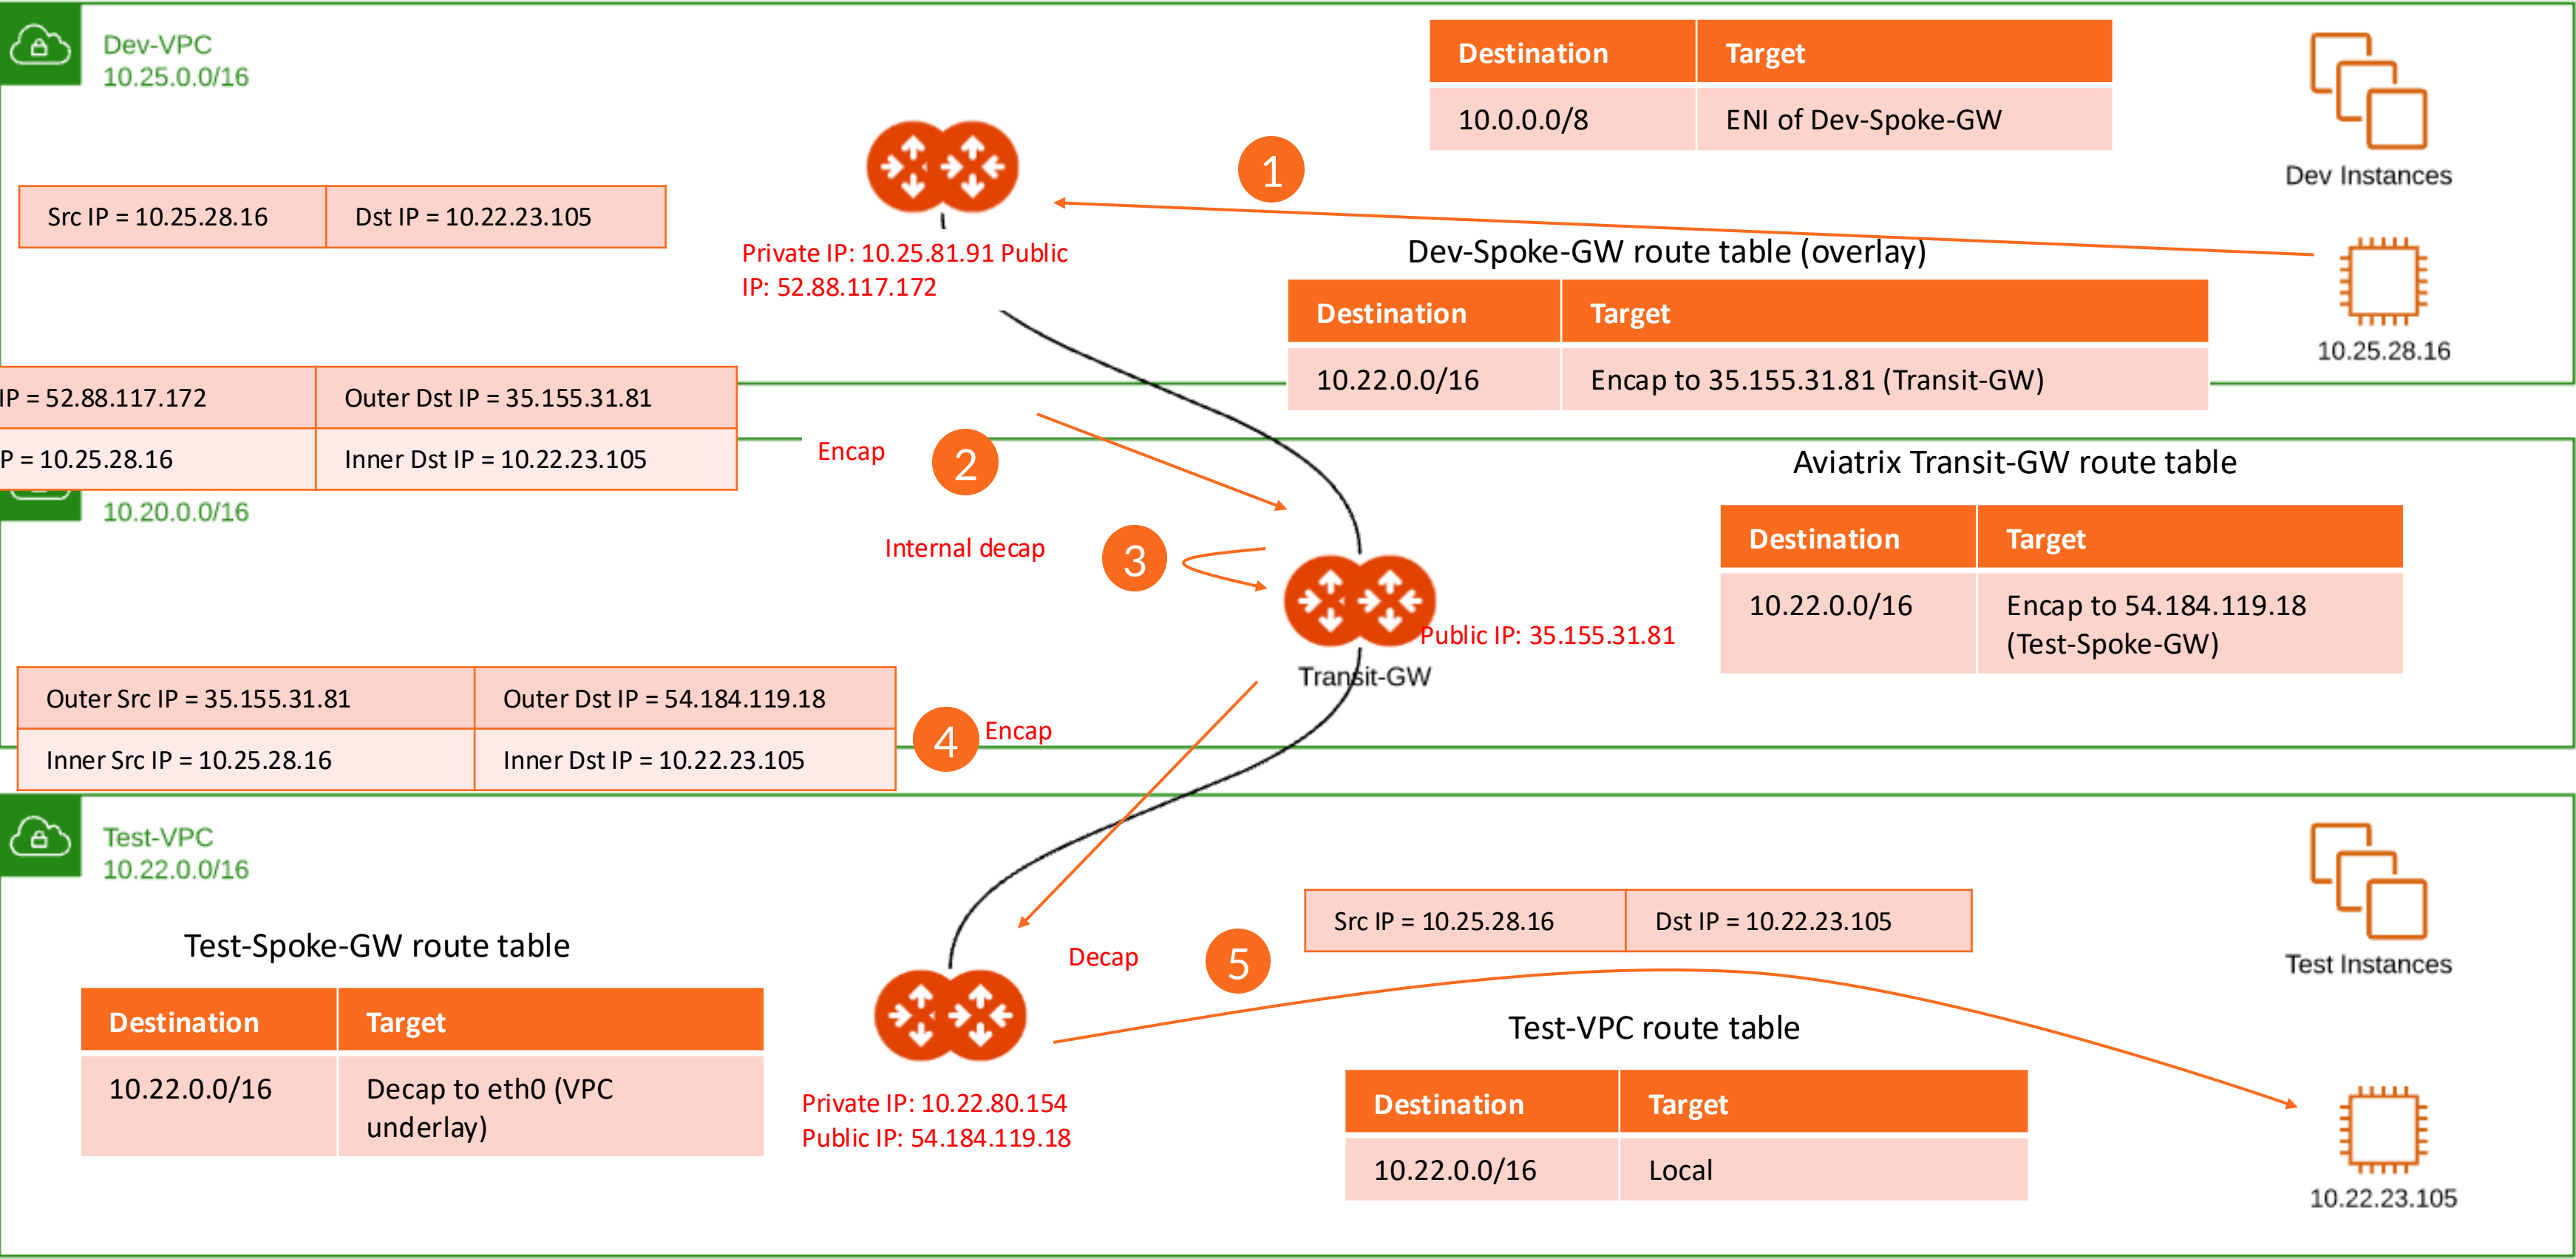 Dev-VPC
10.25.0.0/16
Destination Target
10.0.0.0/8 ENI of Dev-Spoke-GW
Dev Instances
1
Src IP = 10.25.28.16 Dst IP = 10.22.23.105
Private IP: 10.25.81.91 Public
IP: 52.88.117.172
Dev-Spoke-GW route table (overlay)
Destination Target
10.22.0.0/16 Encap to 35.155.31.81 (Transit-GW)
10.25.28.16
IP = 52.88.117.172 Outer Dst IP = 35.155.31.81
P = 10.25.28.16 Inner Dst IP = 10.22.23.105
Encap
2
10.20.0.0/16
Aviatrix Transit-GW route table
Destination Target
10.22.0.0/16 Encap to 54.184.119.18
(Test-Spoke-GW)
Internal decap
3
Public IP: 35.155.31.81
Transit-GW
Outer Src IP = 35.155.31.81 Outer Dst IP = 54.184.119.18
Inner Src IP = 10.25.28.16 Inner Dst IP = 10.22.23.105
4
Encap
Test-VPC
10.22.0.0/16
Test-Spoke-GW route table
Destination Target
10.22.0.0/16 Decap to eth0 (VPC
underlay)
Decap
5
Src IP = 10.25.28.16 Dst IP = 10.22.23.105
Test Instances
Private IP: 10.22.80.154
Public IP: 54.184.119.18
Test-VPC route table
Destination Target
10.22.0.0/16 Local
10.22.23.105